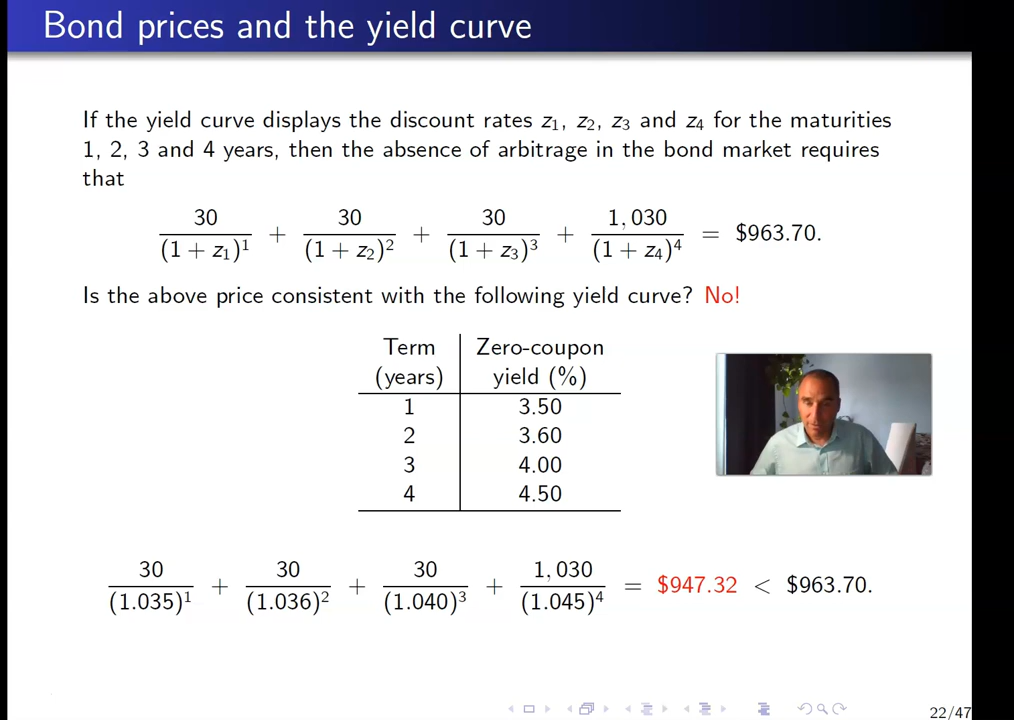 Bond prices and the yield curve
If the yield curve displays the discount rates z₁, z₂, z₃ and z₄ for the maturities
1, 2, 3 and 4 years, then the absence of arbitrage in the bond market requires
that
30/(1 + z₁)¹ + 30/(1 + z₂)² + 30/(1 + z₃)³ + 1,030/(1 + z₄)⁴ = $963.70.
Is the above price consistent with the following yield curve? No!
Term Zero-coupon
(years) yield (%)
1 3.50
2 3.60
3 4.00
4 4.50
30/(1.035)¹ + 30/(1.036)² + 30/(1.040)³ + 1,030/(1.045)⁴ = $947.32 < $963.70.
22/47